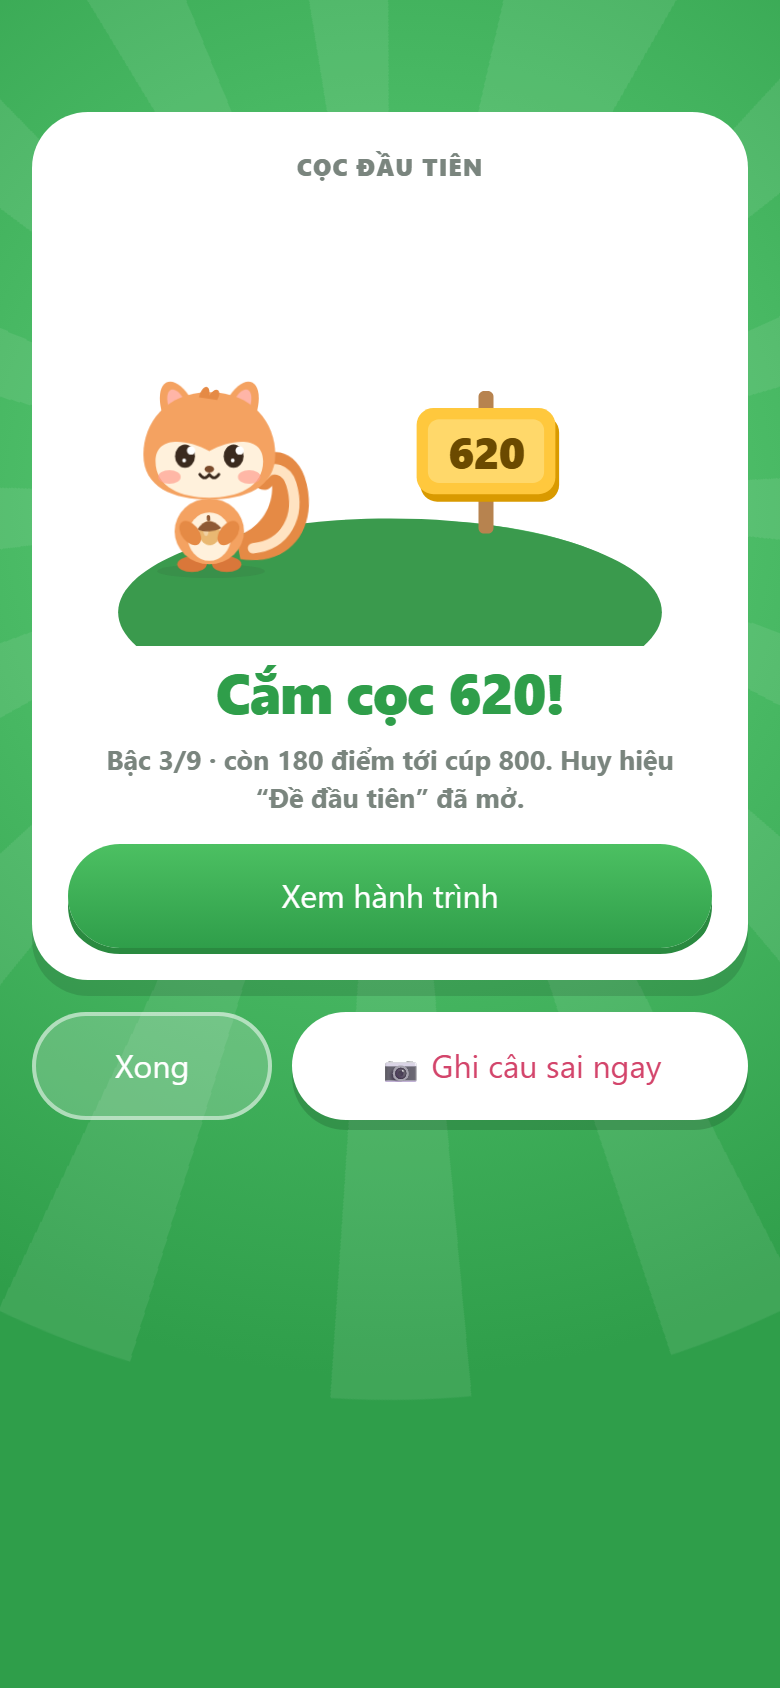 CỌC ĐẦU TIÊN
620
Cắm cọc 620!
Bậc 3/9 · còn 180 điểm tới cúp 800. Huy hiệu
“Đề đầu tiên” đã mở.
Xem hành trình
Xong
Ghi câu sai ngay